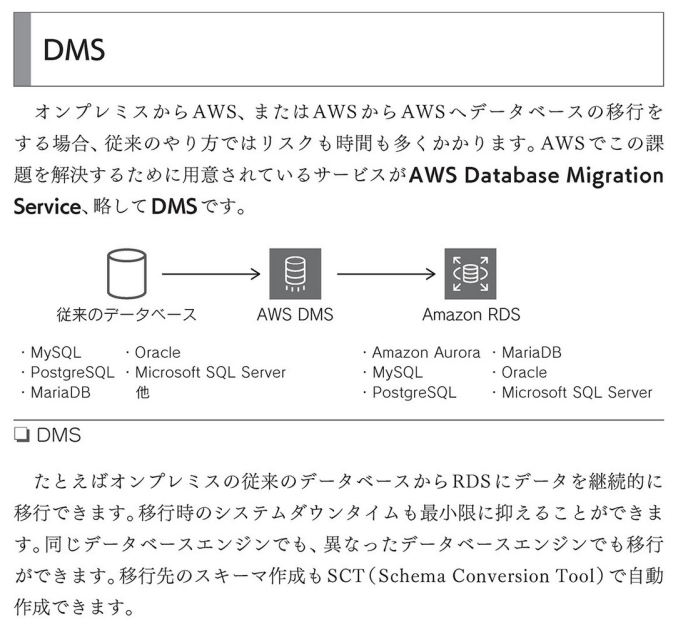 DMS
オンプレミスからAWS、またはAWSからAWSへデータベースの移行を
する場合、従来のやり方ではリスクも時間も多くかかります。AWSでこの課
題を解決するために用意されているサービスがAWS Database Migration
Service、略してDMSです。
従来のデータベース
AWS DMS
Amazon RDS
・MySQL ・Oracle
・PostgreSQL ・Microsoft SQL Server
・MariaDB 他
・Amazon Aurora ・MariaDB
・MySQL ・Oracle
・PostgreSQL ・Microsoft SQL Server
❏ DMS
たとえばオンプレミスの従来のデータベースからRDSにデータを継続的に
移行できます。移行時のシステムダウンタイムも最小限に抑えることができま
す。同じデータベースエンジンでも、異なったデータベースエンジンでも移行
ができます。移行先のスキーマ作成もSCT（Schema Conversion Tool）で自動
作成できます。